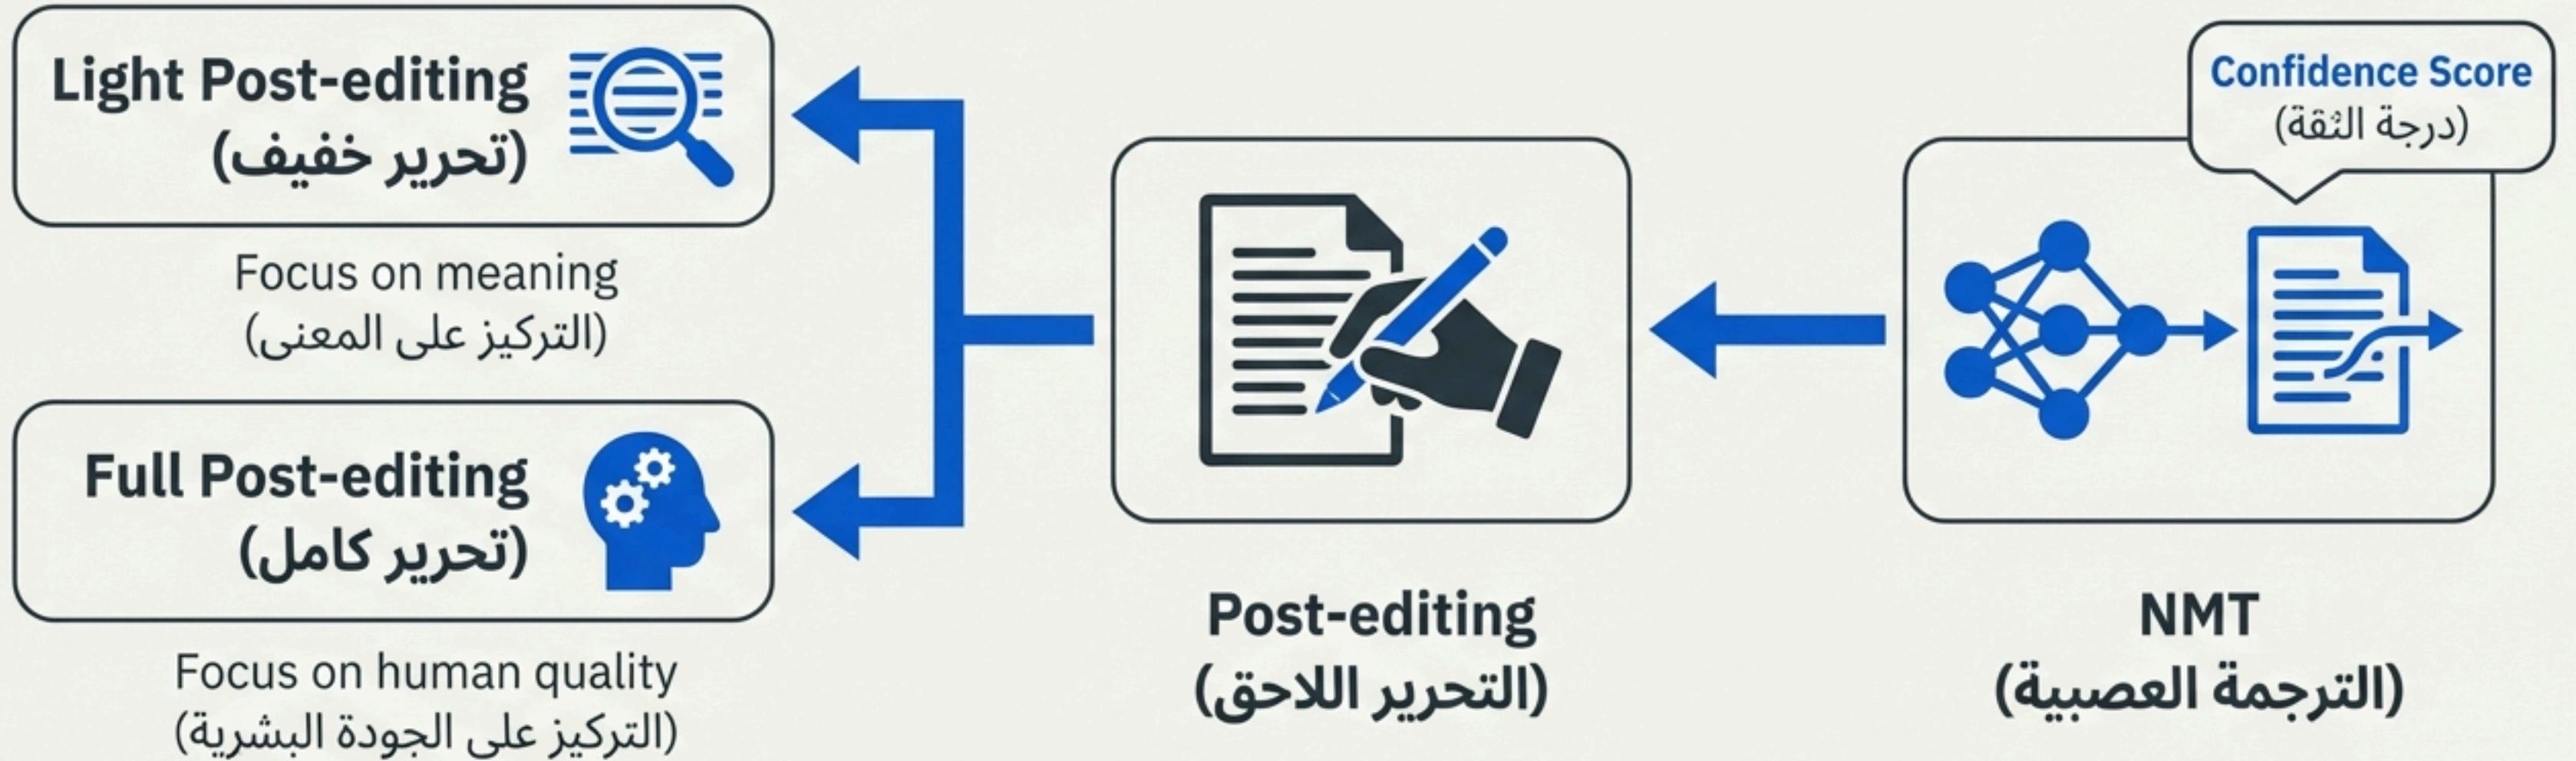 Light Post-editing
(تحرير خفيف)
Focus on meaning
(التركيز على المعنى)
Full Post-editing
(تحرير كامل)
Focus on human quality
(التركيز على الجودة البشرية)
Post-editing
(التحرير اللاحق)
Confidence Score
(درجة الثقة)
NMT
(الترجمة العصبية)